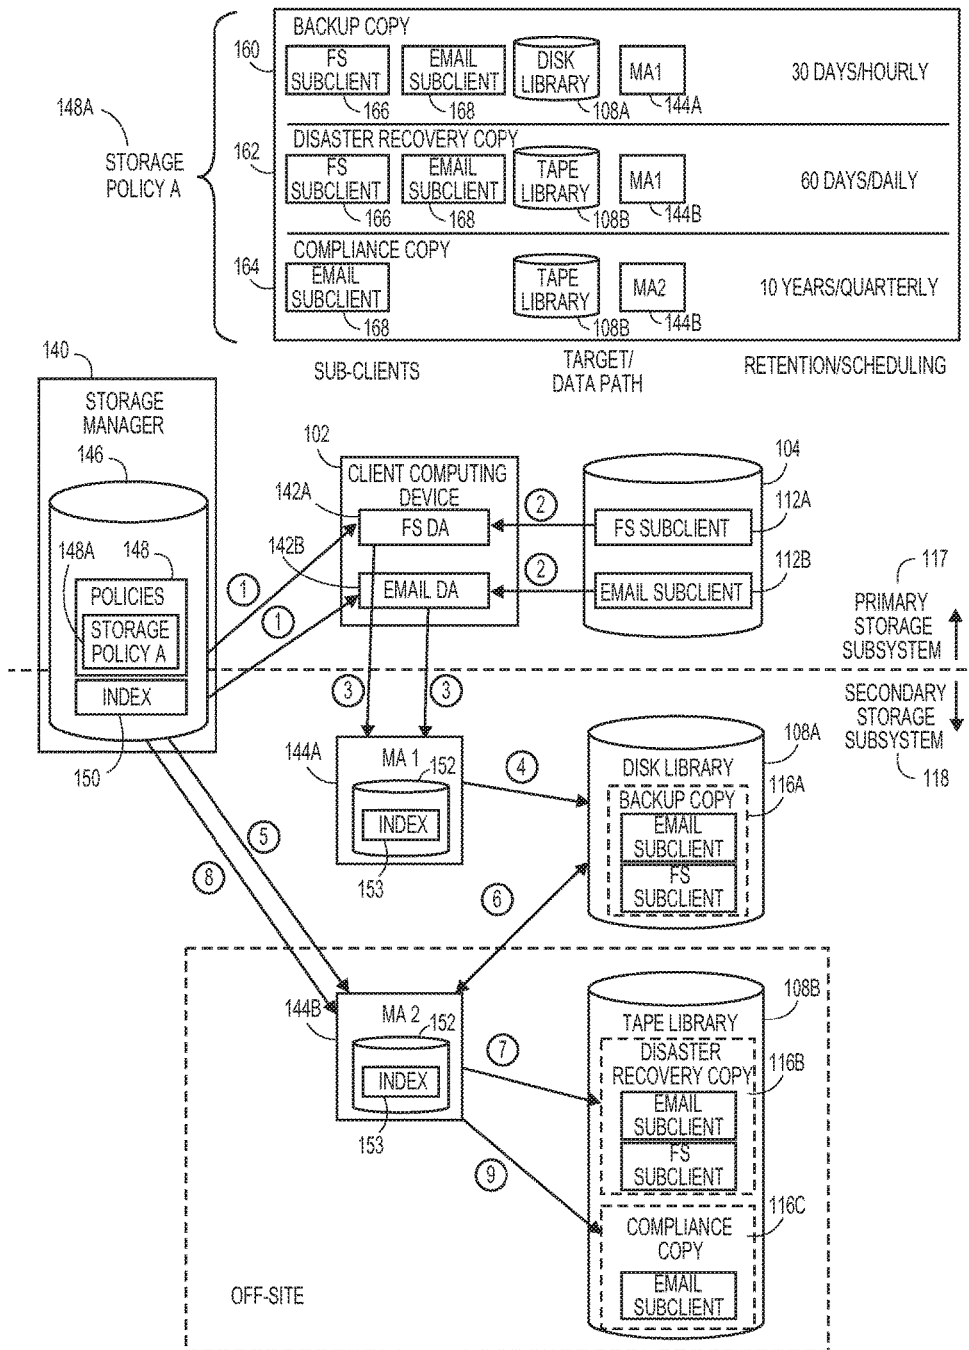 BACKUP COPY
160
FS
SUBCLIENT
EMAIL
SUBCLIENT
DISK
LIBRARY
MA1
30 DAYS/HOURLY
166
168
108A
144A
148A
STORAGE
POLICY A
DISASTER RECOVERY COPY
162
FS
SUBCLIENT
EMAIL
SUBCLIENT
TAPE
LIBRARY
MA1
60 DAYS/DAILY
166
168
108B
144B
COMPLIANCE COPY
164
EMAIL
SUBCLIENT
TAPE
LIBRARY
MA2
10 YEARS/QUARTERLY
168
108B
144B
SUB-CLIENTS
TARGET/
DATA PATH
RETENTION/SCHEDULING
140
STORAGE
MANAGER
146
148A
148
POLICIES
STORAGE
POLICY A
INDEX
150
102
CLIENT COMPUTING
DEVICE
142A
FS DA
142B
EMAIL DA
104
112A
FS SUBCLIENT
112B
EMAIL SUBCLIENT
1
1
2
2
117
PRIMARY
STORAGE
SUBSYSTEM
SECONDARY
STORAGE
SUBSYSTEM
118
3
3
144A
MA 1
152
INDEX
153
4
108A
DISK LIBRARY
116A
BACKUP COPY
EMAIL
SUBCLIENT
FS
SUBCLIENT
5
8
6
144B
MA 2
152
INDEX
153
7
9
108B
TAPE LIBRARY
DISASTER
RECOVERY COPY
116B
EMAIL
SUBCLIENT
FS
SUBCLIENT
116C
COMPLIANCE
COPY
EMAIL
SUBCLIENT
OFF-SITE